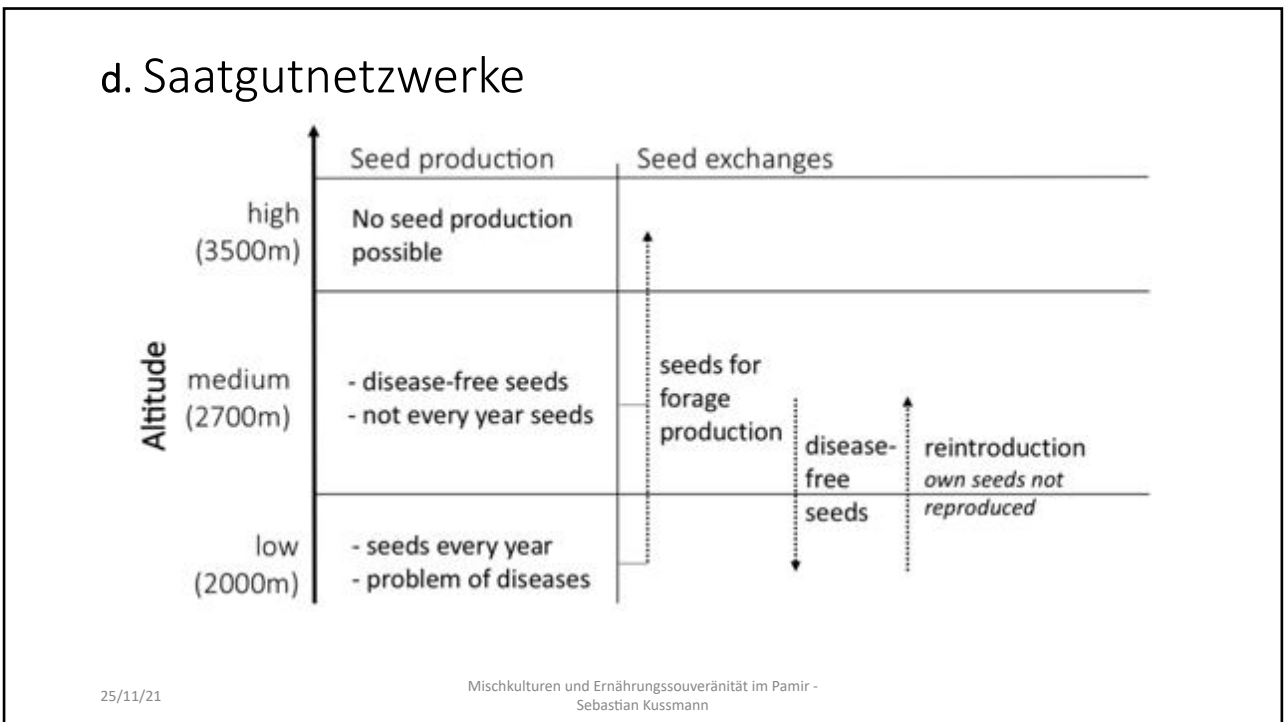 d. Saatgutnetzwerke
Seed production
Seed exchanges
Altitude
high
(3500m)
No seed production
possible
medium
(2700m)
- disease-free seeds
- not every year seeds
seeds for
forage
production
disease-
free
seeds
reintroduction
own seeds not
reproduced
low
(2000m)
- seeds every year
- problem of diseases
25/11/21
Mischkulturen und Ernährungssouveränität im Pamir -
Sebastian Kussmann